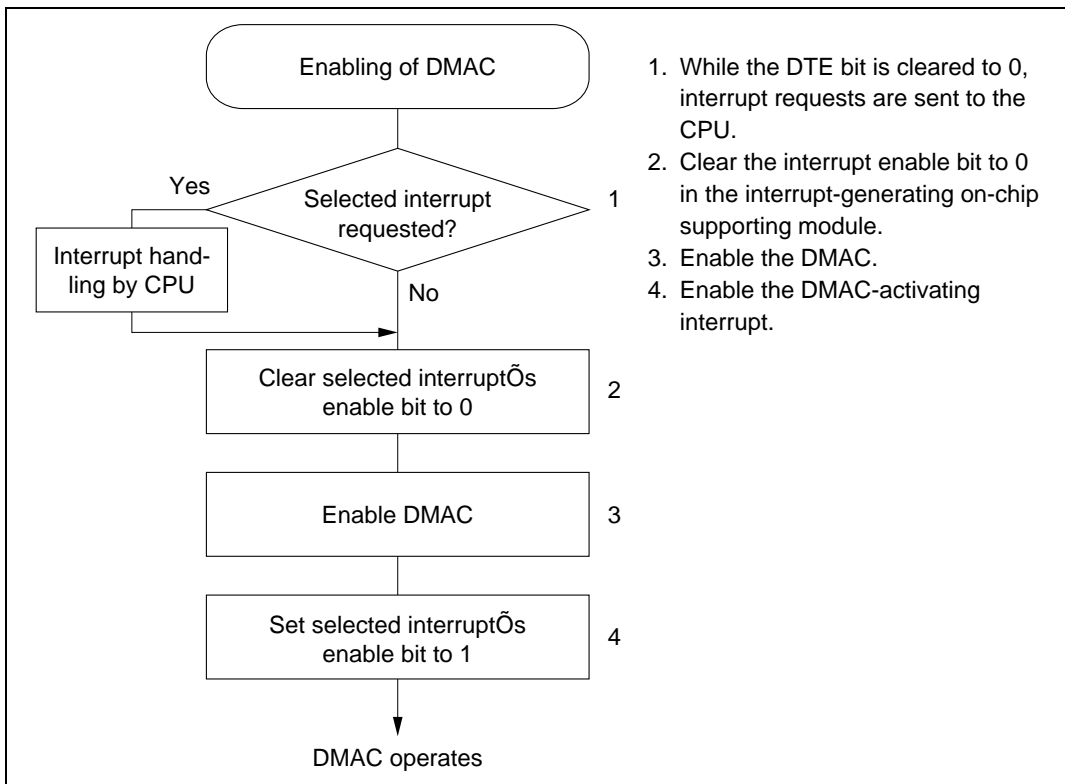 Enabling of DMAC
Yes
Selected interrupt
requested?
1
Interrupt hand-
ling by CPU
No
Clear selected interruptÕs
enable bit to 0
2
Enable DMAC
3
Set selected interruptÕs
enable bit to 1
4
DMAC operates
1. While the DTE bit is cleared to 0,
interrupt requests are sent to the
CPU.
2. Clear the interrupt enable bit to 0
in the interrupt-generating on-chip
supporting module.
3. Enable the DMAC.
4. Enable the DMAC-activating
interrupt.